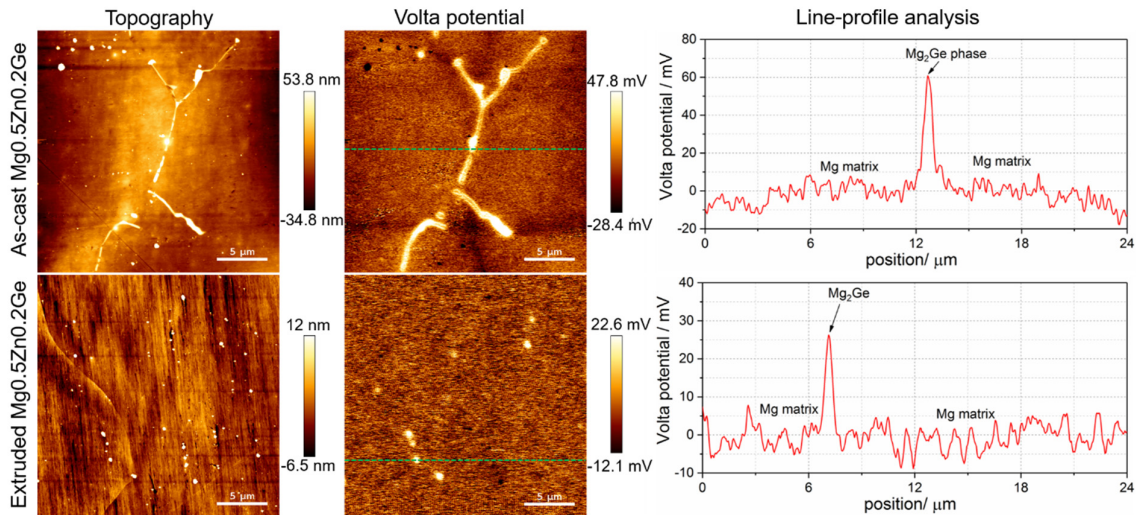 Topography
Volta potential
Line-profile analysis
As-cast Mg0.5Zn0.2Ge
53.8 nm
-34.8 nm
5 µm
47.8 mV
-28.4 mV
5 µm
Volta potential / mV
80
60
40
20
0
-20
Mg₂Ge phase
Mg matrix
Mg matrix
0 6 12 18 24
position/ µm
Extruded Mg0.5Zn0.2Ge
12 nm
-6.5 nm
5 µm
22.6 mV
-12.1 mV
5 µm
Volta potential / mV
40
30
20
10
0
-10
Mg₂Ge
Mg matrix
Mg matrix
0 6 12 18 24
position/ µm